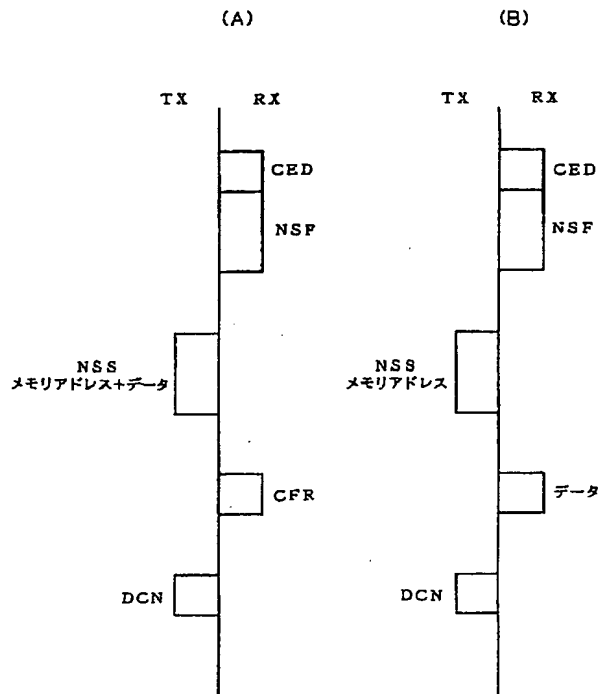 (A)
TX RX
CED
NSF
NSS
メモリアドレス+データ
CFR
DCN
(B)
TX RX
CED
NSF
NSS
メモリアドレス
データ
DCN